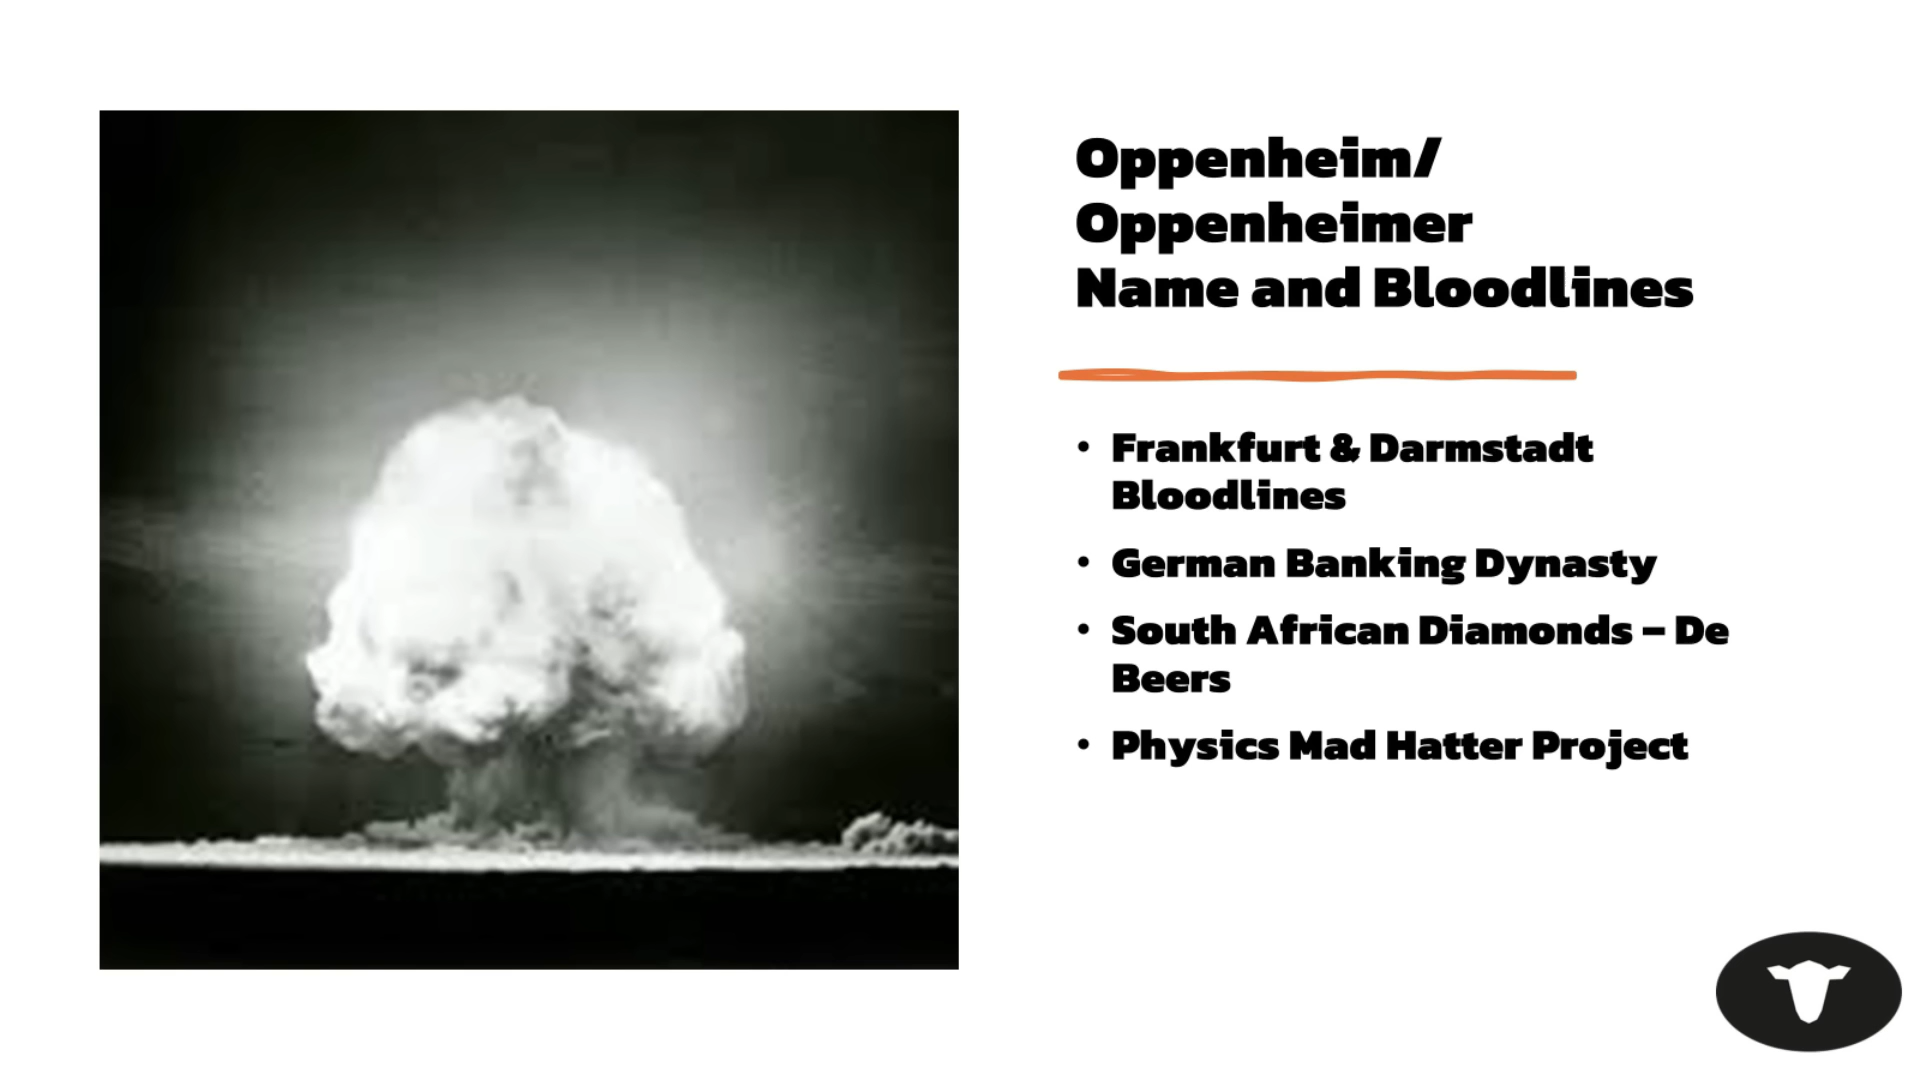 Oppenheim/
Oppenheimer
Name and Bloodlines
• Frankfurt & Darmstadt
Bloodlines
• German Banking Dynasty
• South African Diamonds – De
Beers
• Physics Mad Hatter Project